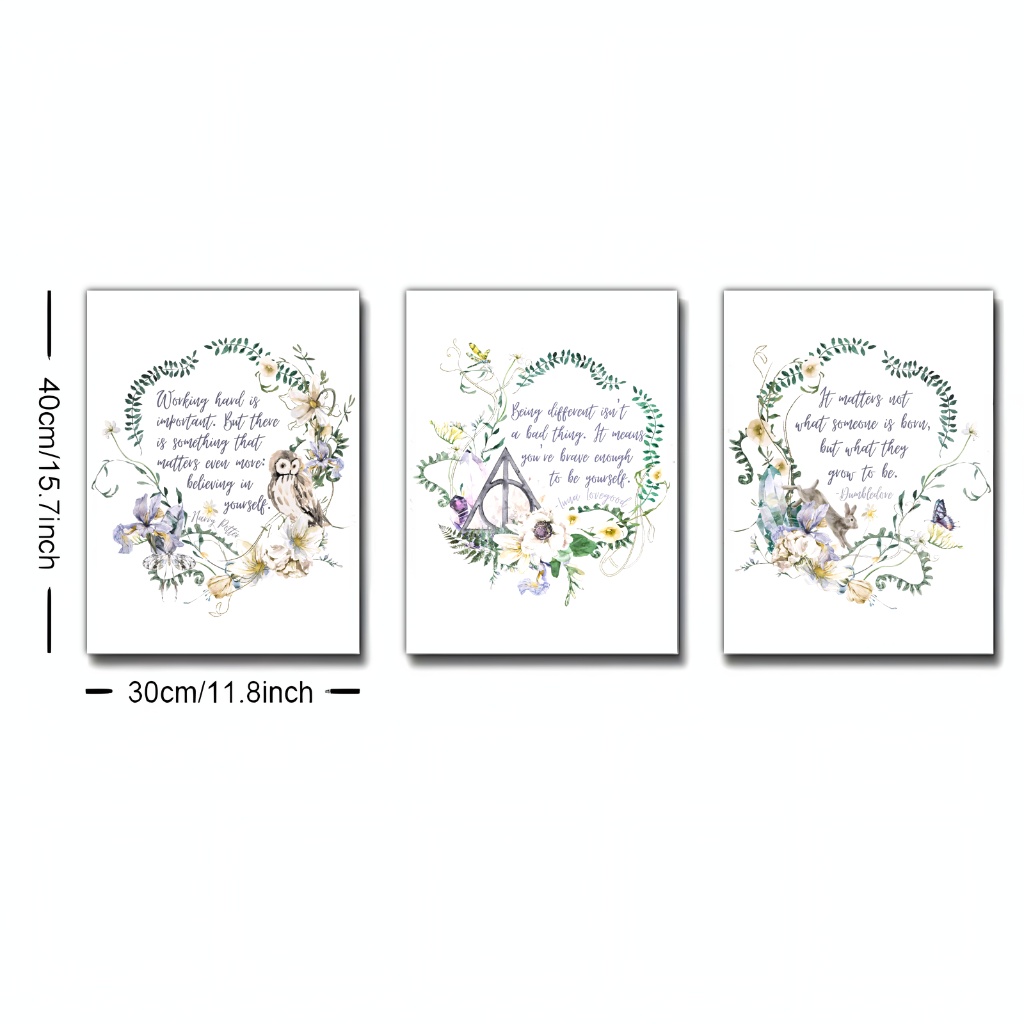 40cm/15.7inch
Working hard is
important. But there
is something that
matters even more:
believing in
yourself.
Harry Potter
Being different isn't
a bad thing. It means
you've brave enough
to be yourself.
Luna lovegood
It matters not
what someone is born,
but what they
grow to be.
-Dumbledove
30cm/11.8inch